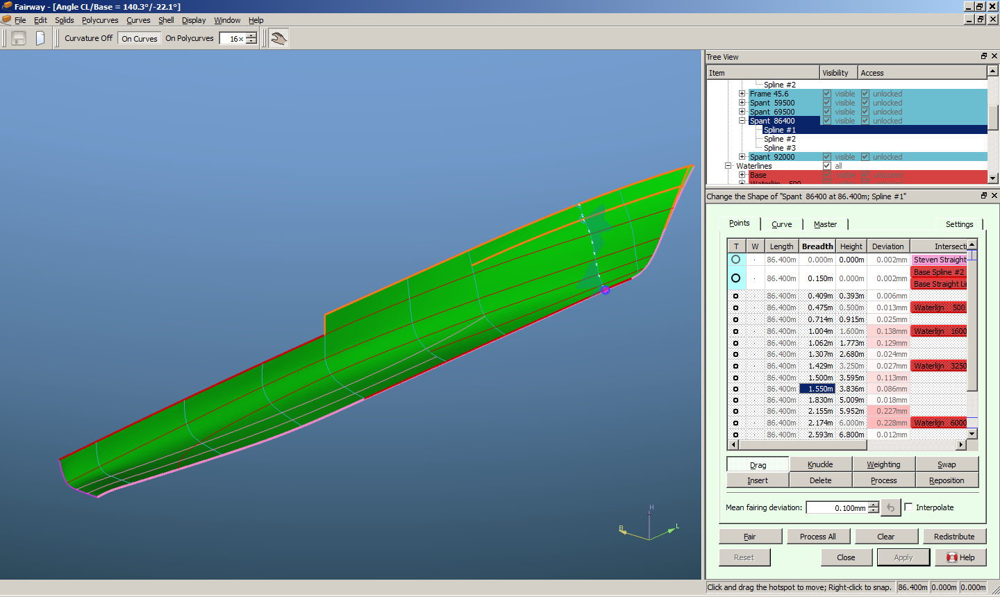 Fairway - [Angle CL/Base = 140.3°/-22.1°]
File Edit Solids Polycurves Curves Shell Display Window Help
Curvature Off On Curves On Polycurves 16×
Tree View
Item Visibility Access
Spline #2
Frame 45.6 visible unlocked
Spant 59500 visible unlocked
Spant 69500 visible unlocked
Spant 86400 visible unlocked
Spline #1
Spline #2
Spline #3
Spant 92000 visible unlocked
Waterlines all
Base visible unlocked
Waterlijn 500 visible unlocked
Change the Shape of "Spant 86400 at 86.400m; Spline #1"
Points Curve Master Settings
T W Length Breadth Height Deviation Intersecti
86.400m 0.000m 0.000m 0.002mm Steven Straight
Base Spline #2
86.400m 0.150m 0.000m 0.002mm
Base Straight Li
86.400m 0.409m 0.393m 0.006mm
86.400m 0.475m 0.500m 0.013mm Waterlijn 500
86.400m 0.714m 0.915m 0.025mm
86.400m 1.004m 1.600m 0.138mm Waterlijn 1600
86.400m 1.062m 1.773m 0.129mm
86.400m 1.307m 2.680m 0.024mm
86.400m 1.429m 3.250m 0.027mm Waterlijn 3250
86.400m 1.500m 3.595m 0.113mm
86.400m 1.550m 3.836m 0.086mm
86.400m 1.830m 5.009m 0.018mm
86.400m 2.155m 5.952m 0.227mm
86.400m 2.174m 6.000m 0.228mm Waterlijn 6000
86.400m 2.593m 6.800m 0.012mm
Drag Knuckle Weighting Swap
Insert Delete Process Reposition
Mean fairing deviation: 0.100mm Interpolate
Fair Process All Clear Redistribute
Reset Close Apply Help
H
B L
Click and drag the hotspot to move; Right-click to snap. 86.400m 0.000m 0.000m